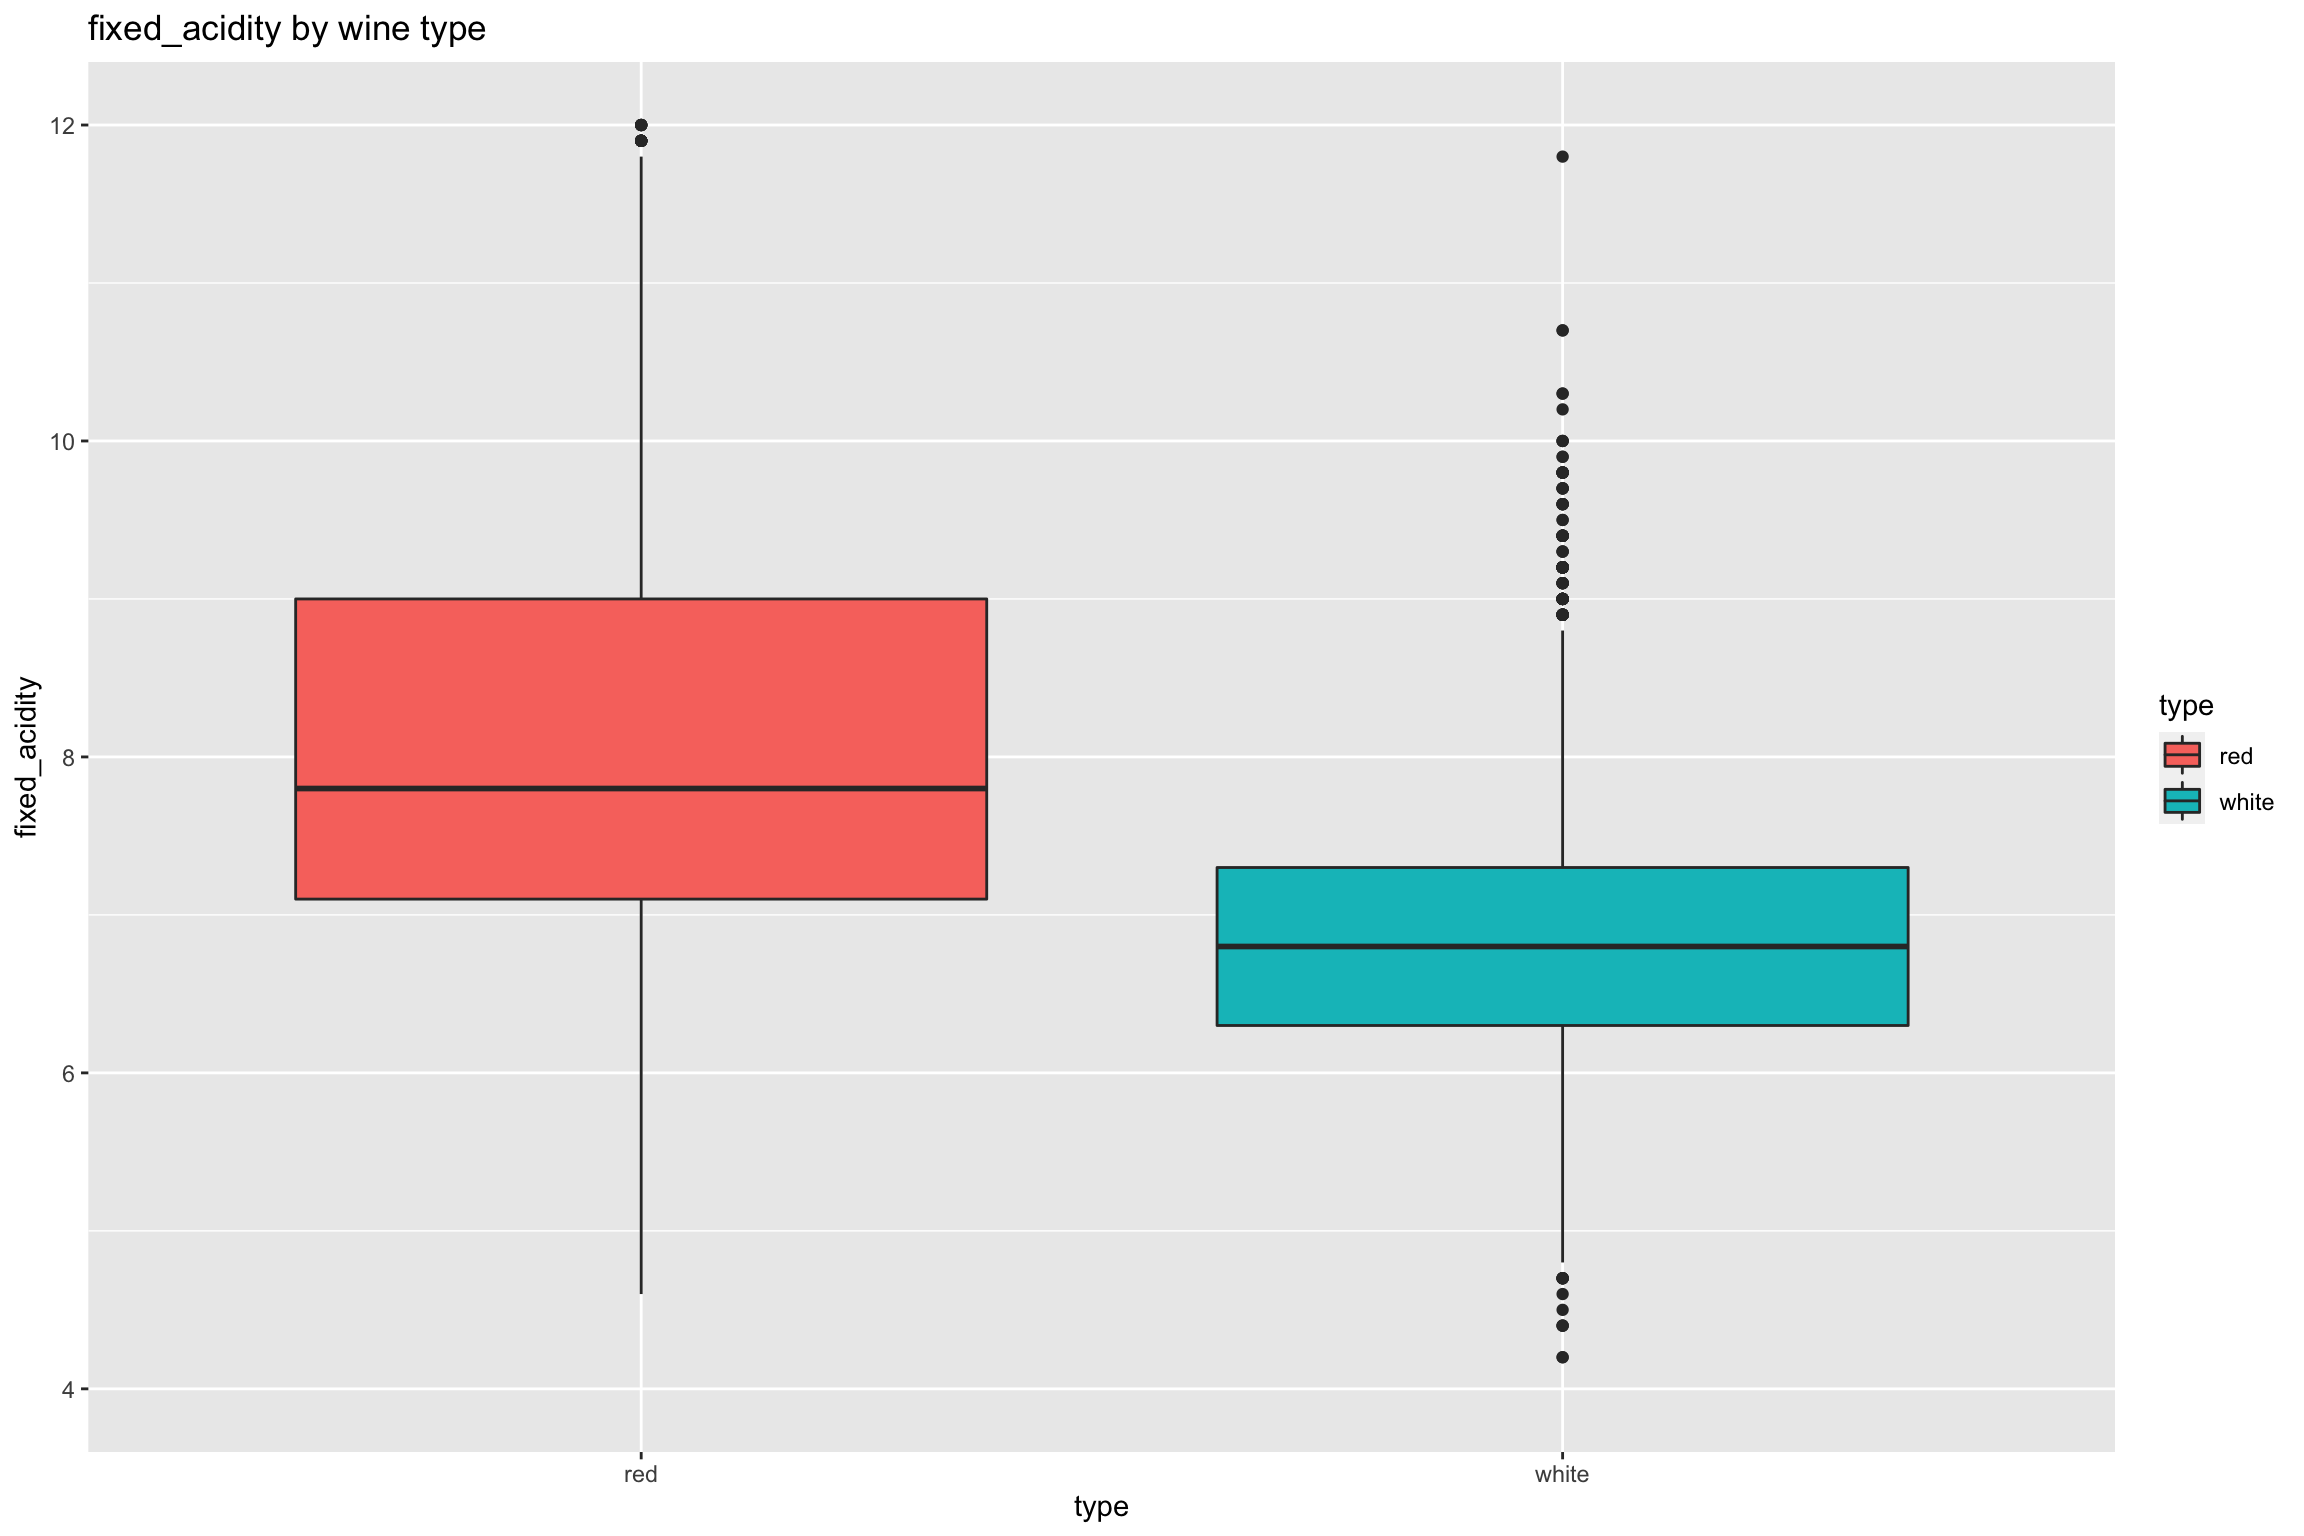 fixed_acidity by wine type
fixed_acidity
12
10
8
6
4
red
white
type
type
red
white